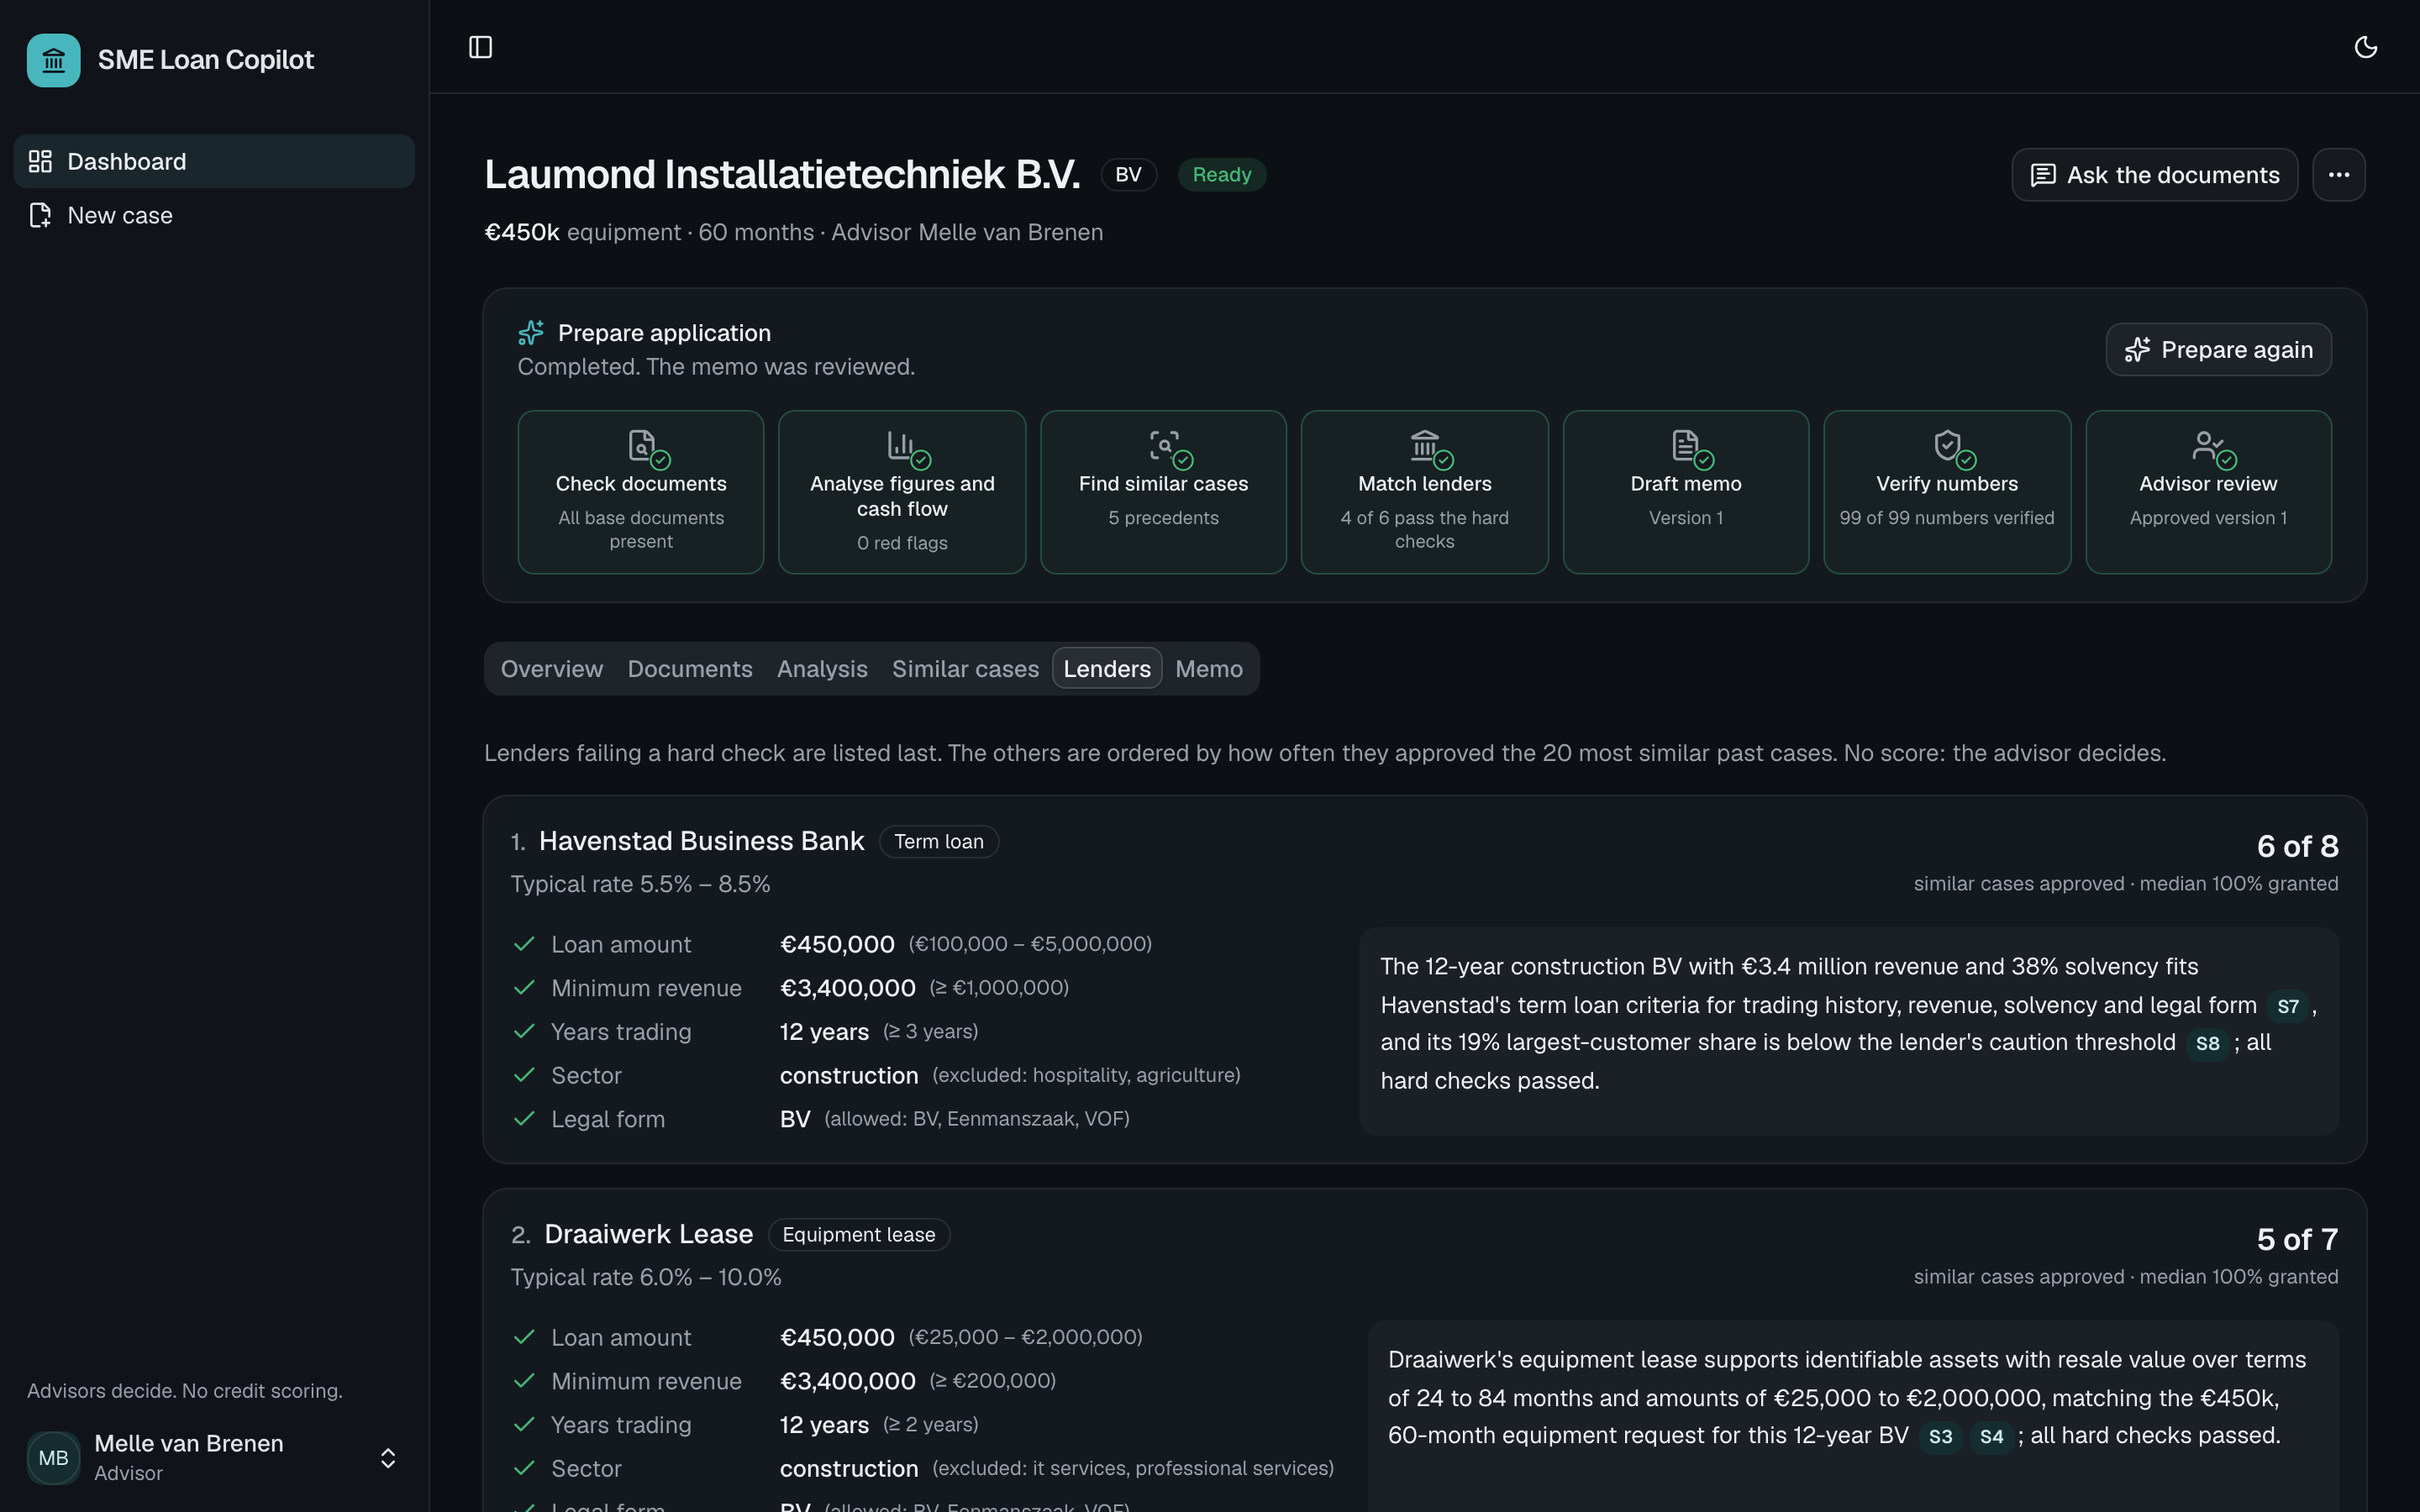 SME Loan Copilot
Dashboard
New case
Advisors decide. No credit scoring.
MB
Melle van Brenen
Advisor
Laumond Installatietechniek B.V. BV Ready
€450k equipment · 60 months · Advisor Melle van Brenen
Ask the documents
Prepare application
Completed. The memo was reviewed.
Prepare again
Check documents
All base documents
present
Analyse figures and
cash flow
0 red flags
Find similar cases
5 precedents
Match lenders
4 of 6 pass the hard
checks
Draft memo
Version 1
Verify numbers
99 of 99 numbers verified
Advisor review
Approved version 1
Overview Documents Analysis Similar cases Lenders Memo
Lenders failing a hard check are listed last. The others are ordered by how often they approved the 20 most similar past cases. No score: the advisor decides.
1. Havenstad Business Bank Term loan
Typical rate 5.5% – 8.5%
6 of 8
similar cases approved · median 100% granted
Loan amount €450,000 (€100,000 – €5,000,000)
Minimum revenue €3,400,000 (≥ €1,000,000)
Years trading 12 years (≥ 3 years)
Sector construction (excluded: hospitality, agriculture)
Legal form BV (allowed: BV, Eenmanszaak, VOF)
The 12-year construction BV with €3.4 million revenue and 38% solvency fits
Havenstad's term loan criteria for trading history, revenue, solvency and legal form S7 ,
and its 19% largest-customer share is below the lender's caution threshold S8 ; all
hard checks passed.
2. Draaiwerk Lease Equipment lease
Typical rate 6.0% – 10.0%
5 of 7
similar cases approved · median 100% granted
Loan amount €450,000 (€25,000 – €2,000,000)
Minimum revenue €3,400,000 (≥ €200,000)
Years trading 12 years (≥ 2 years)
Sector construction (excluded: it services, professional services)
Legal form BV (allowed: BV, Eenmanszaak, VOF)
Draaiwerk's equipment lease supports identifiable assets with resale value over terms
of 24 to 84 months and amounts of €25,000 to €2,000,000, matching the €450k,
60-month equipment request for this 12-year BV S3 S4 ; all hard checks passed.